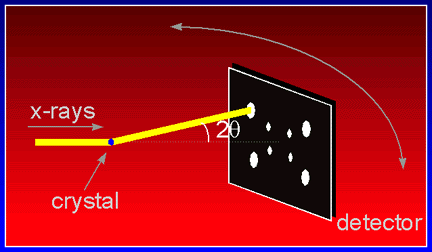 x-rays
2θ
crystal
detector